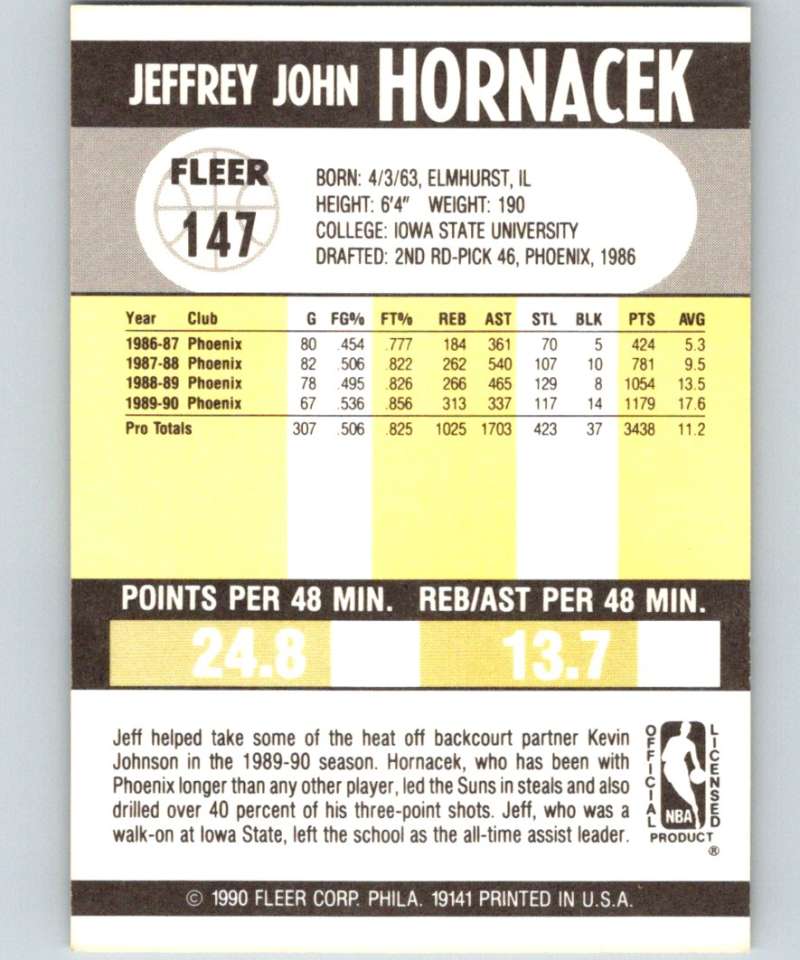 JEFFREY JOHN HORNACEK
FLEER
147
BORN: 4/3/63, ELMHURST, IL
HEIGHT: 6'4" WEIGHT: 190
COLLEGE: IOWA STATE UNIVERSITY
DRAFTED: 2ND RD-PICK 46, PHOENIX, 1986
Year Club G FG% FT% REB AST STL BLK PTS AVG
1986-87 Phoenix 80 .454 .777 184 361 70 5 424 5.3
1987-88 Phoenix 82 .506 .822 262 540 107 10 781 9.5
1988-89 Phoenix 78 .495 .826 266 465 129 8 1054 13.5
1989-90 Phoenix 67 .536 .856 313 337 117 14 1179 17.6
Pro Totals 307 .506 .825 1025 1703 423 37 3438 11.2
POINTS PER 48 MIN. REB/AST PER 48 MIN.
24.8 13.7
Jeff helped take some of the heat off backcourt partner Kevin
Johnson in the 1989-90 season. Hornacek, who has been with
Phoenix longer than any other player, led the Suns in steals and also
drilled over 40 percent of his three-point shots. Jeff, who was a
walk-on at Iowa State, left the school as the all-time assist leader.
OFFICIAL
LICENSED
NBA
PRODUCT
®
© 1990 FLEER CORP. PHILA. 19141 PRINTED IN U.S.A.